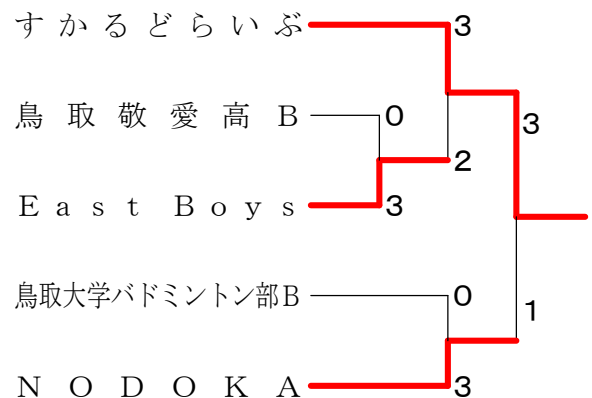 すかるどらいぶ 3
鳥取敬愛高B 0
3
2
East Boys 3
鳥取大学バドミントン部B 0
1
NODOKA 3